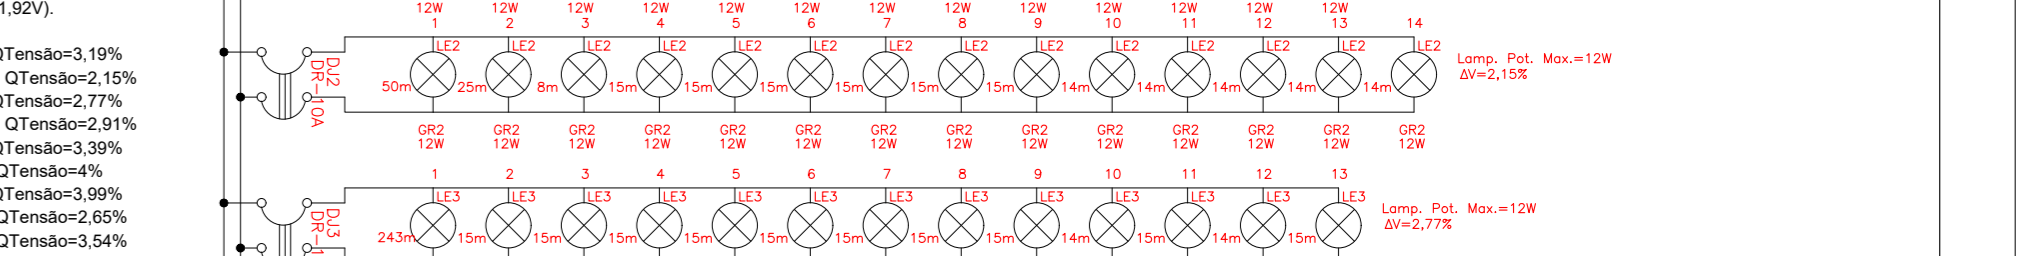 1,92V).
QTensão=3,19%
QTensão=2,15%
QTensão=2,77%
QTensão=2,91%
QTensão=3,39%
QTensão=4%
QTensão=3,99%
QTensão=2,65%
QTensão=3,54%
12W 12W 12W 12W 12W 12W 12W 12W 12W 12W 12W 12W 12W
1 2 3 4 5 6 7 8 9 10 11 12 13 14
LE2 LE2 LE2 LE2 LE2 LE2 LE2 LE2 LE2 LE2 LE2 LE2 LE2 LE2
DJ2
DR-10A
50m 25m 8m 15m 15m 15m 15m 15m 15m 14m 14m 14m 14m 14m
Lamp. Pot. Max.=12W
ΔV=2,15%
GR2 GR2 GR2 GR2 GR2 GR2 GR2 GR2 GR2 GR2 GR2 GR2 GR2 GR2
12W 12W 12W 12W 12W 12W 12W 12W 12W 12W 12W 12W 12W 12W
1 2 3 4 5 6 7 8 9 10 11 12 13
LE3 LE3 LE3 LE3 LE3 LE3 LE3 LE3 LE3 LE3 LE3 LE3 LE3
DJ3
DR-1
243m 15m 15m 15m 15m 15m 15m 15m 15m 14m 15m 14m 15m
Lamp. Pot. Max.=12W
ΔV=2,77%